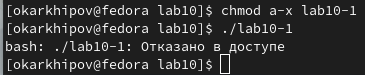 [okarkhipov@fedora lab10]$ chmod a-x lab10-1
[okarkhipov@fedora lab10]$ ./lab10-1
bash: ./lab10-1: Отказано в доступе
[okarkhipov@fedora lab10]$